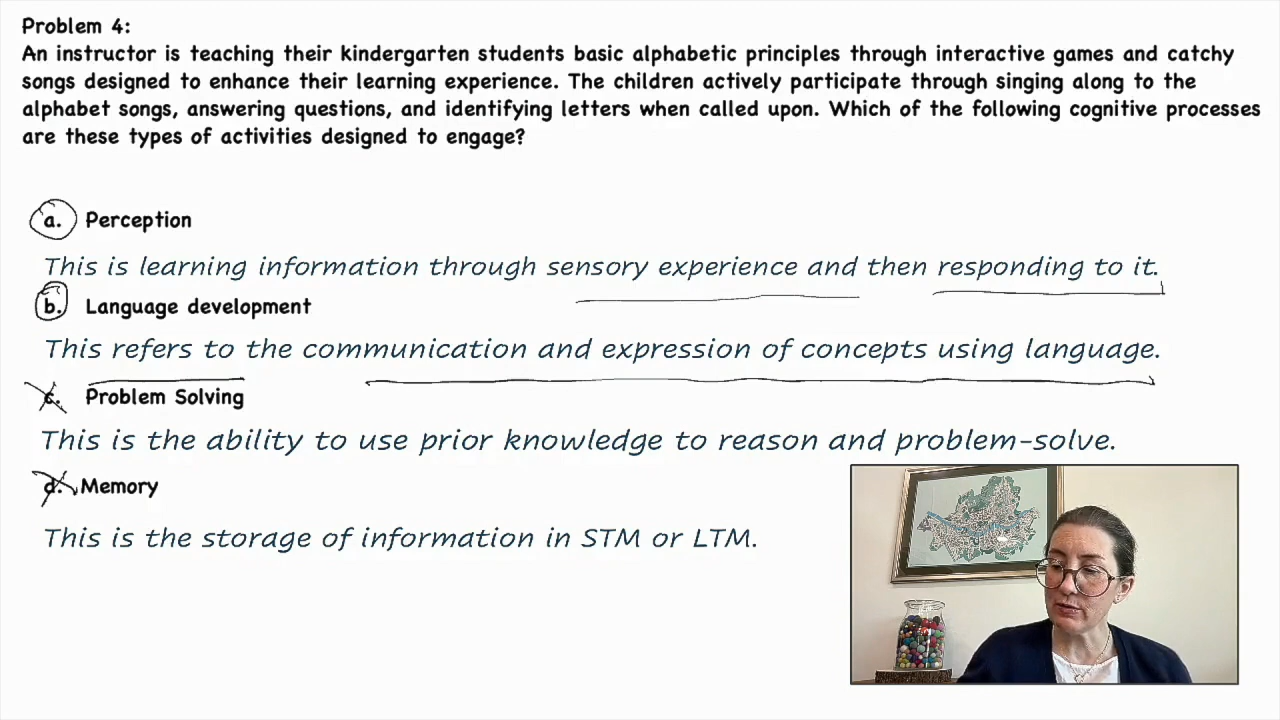 Problem 4:
An instructor is teaching their kindergarten students basic alphabetic principles through interactive games and catchy
songs designed to enhance their learning experience. The children actively participate through singing along to the
alphabet songs, answering questions, and identifying letters when called upon. Which of the following cognitive processes
are these types of activities designed to engage?
a. Perception
This is learning information through sensory experience and then responding to it.
b. Language development
This refers to the communication and expression of concepts using language.
c. Problem Solving
This is the ability to use prior knowledge to reason and problem-solve.
d. Memory
This is the storage of information in STM or LTM.